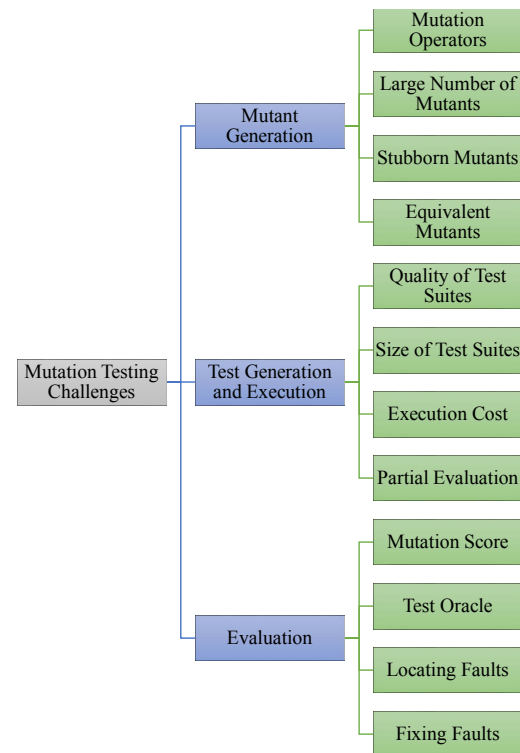 Mutation Testing
Challenges
Mutant
Generation
Mutation
Operators
Large Number of
Mutants
Stubborn Mutants
Equivalent
Mutants
Test Generation
and Execution
Quality of Test
Suites
Size of Test Suites
Execution Cost
Partial Evaluation
Evaluation
Mutation Score
Test Oracle
Locating Faults
Fixing Faults